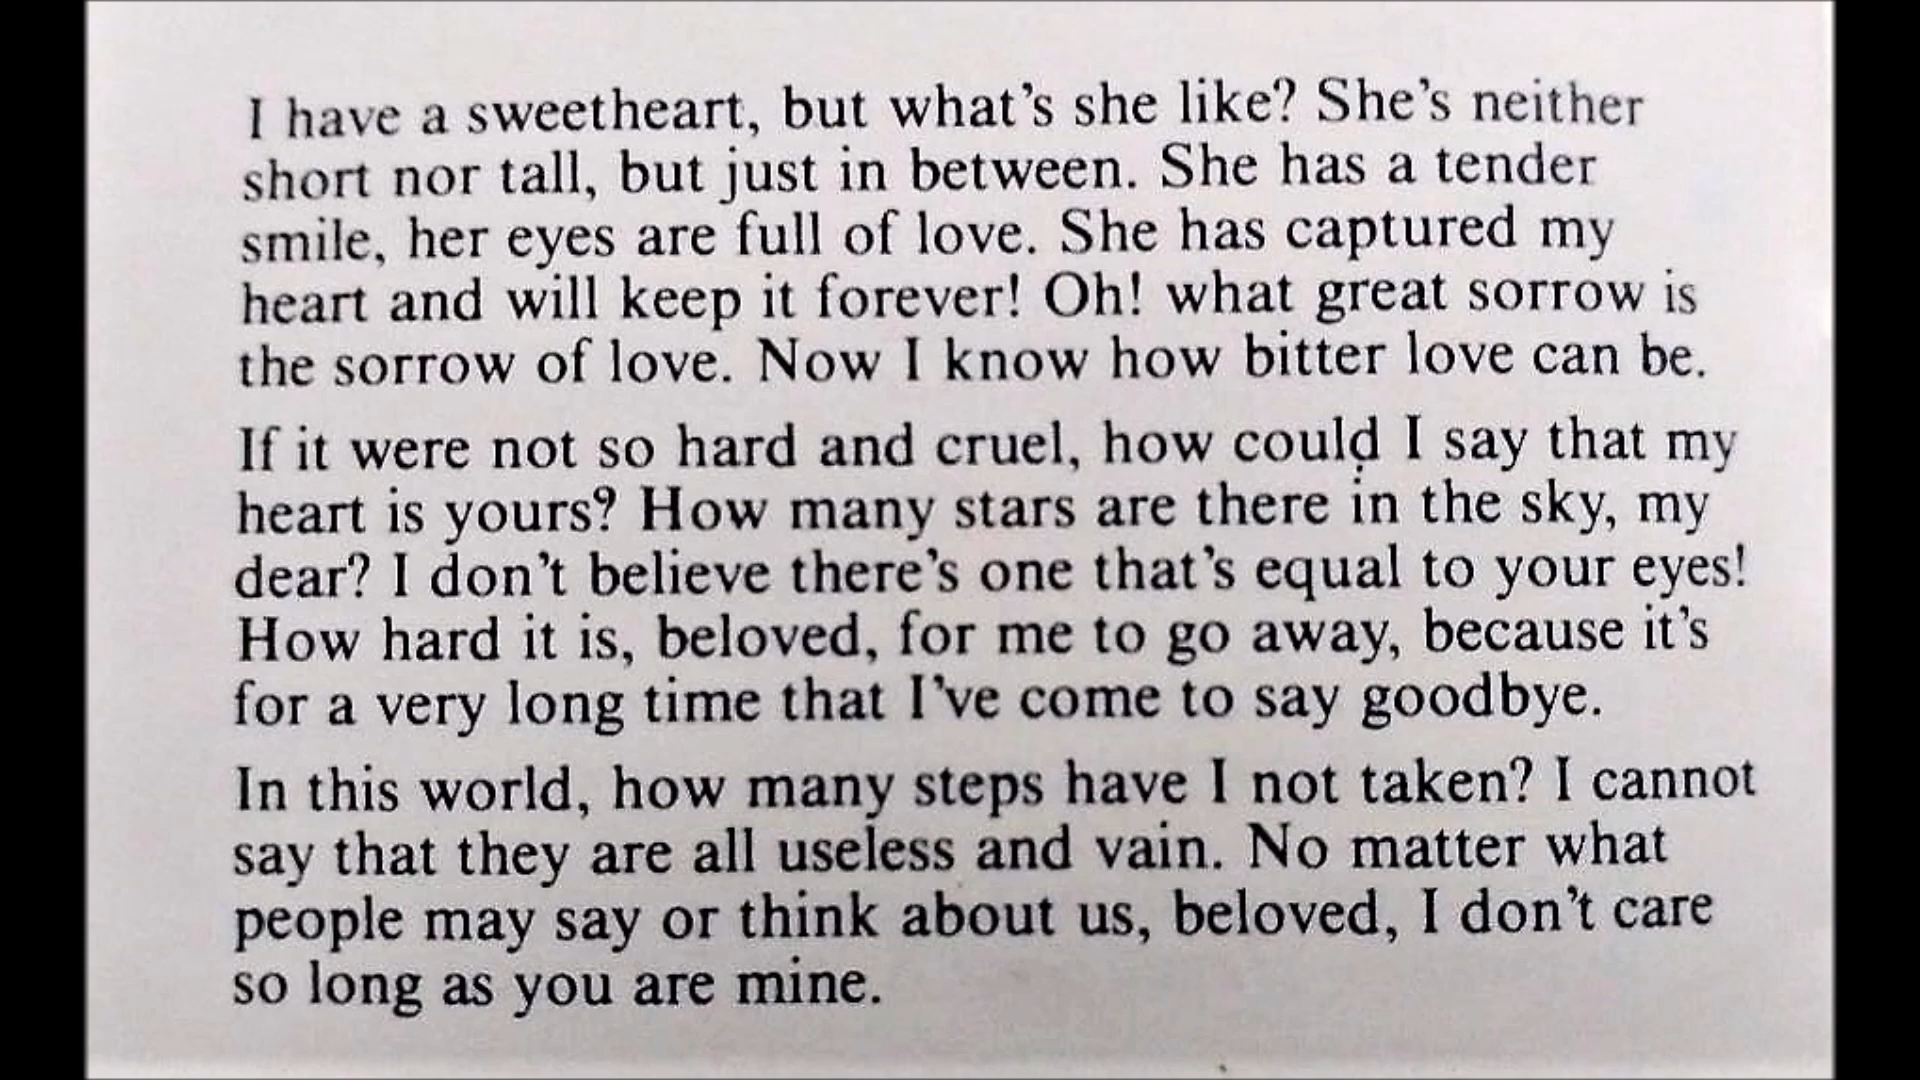 I have a sweetheart, but what's she like? She's neither
short nor tall, but just in between. She has a tender
smile, her eyes are full of love. She has captured my
heart and will keep it forever! Oh! what great sorrow is
the sorrow of love. Now I know how bitter love can be.
If it were not so hard and cruel, how could I say that my
heart is yours? How many stars are there in the sky, my
dear? I don't believe there's one that's equal to your eyes!
How hard it is, beloved, for me to go away, because it's
for a very long time that I've come to say goodbye.
In this world, how many steps have I not taken? I cannot
say that they are all useless and vain. No matter what
people may say or think about us, beloved, I don't care
so long as you are mine.